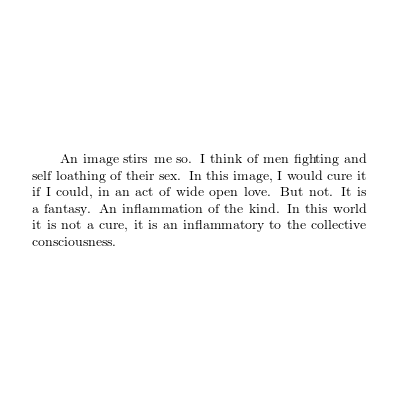 An image stirs me so. I think of men fighting and
self loathing of their sex. In this image, I would cure it
if I could, in an act of wide open love. But not. It is
a fantasy. An inflammation of the kind. In this world
it is not a cure, it is an inflammatory to the collective
consciousness.